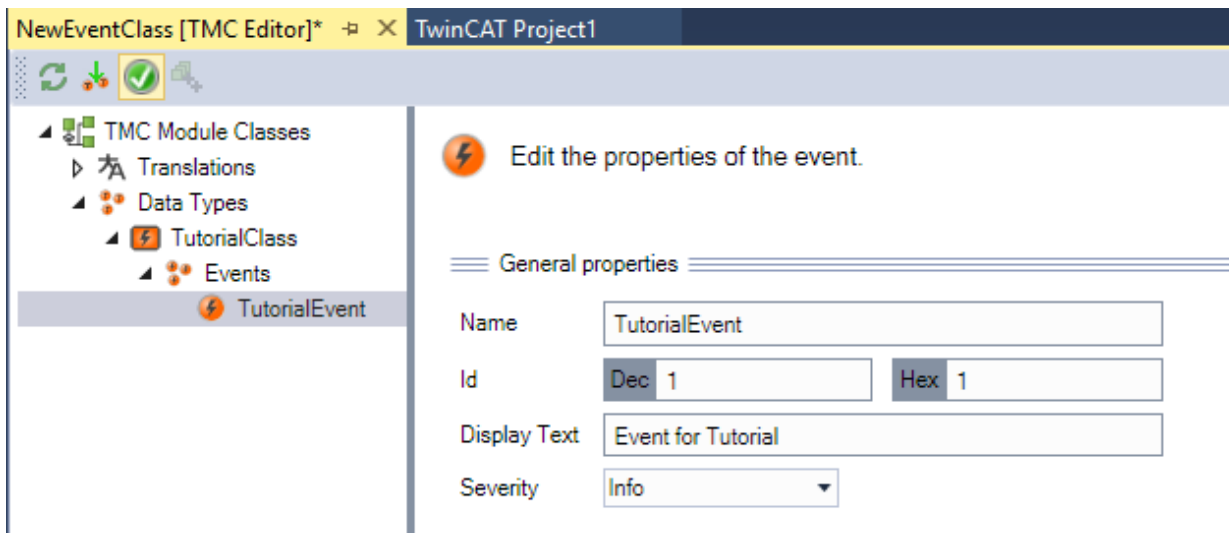 NewEventClass [TMC Editor]* TwinCAT Project1
TMC Module Classes
Translations
Data Types
TutorialClass
Events
TutorialEvent
Edit the properties of the event.
General properties
Name TutorialEvent
Id Dec 1 Hex 1
Display Text Event for Tutorial
Severity Info